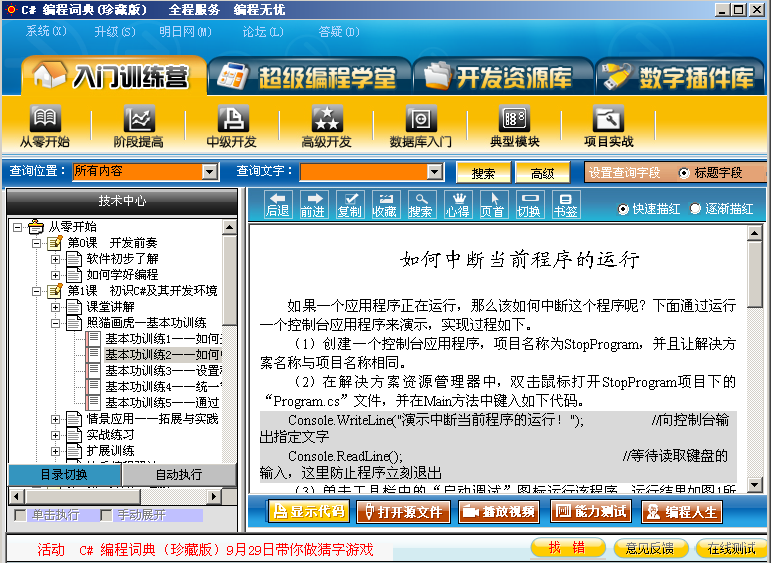 C# 编程词典(珍藏版)　全程服务　编程无忧
系统(X)　升级(S)　明日网(M)　论坛(L)　答疑(D)
入门训练营　超级编程学堂　开发资源库　数字插件库
从零开始　阶段提高　中级开发　高级开发　数据库入门　典型模块　项目实战
查询位置：　所有内容　查询文字：　搜索　高级　设置查询字段　标题字段
技术中心
后退　前进　复制　收藏　搜索　心得　页首　切换　书签　快速描红　逐渐描红
从零开始
第0课　开发前奏
软件初步了解
如何学好编程
第1课　初识C#及其开发环境
课堂讲解
照猫画虎—基本功训练
基本功训练1——如何
基本功训练2——如何
基本功训练3——设置
基本功训练4——统一
基本功训练5——通过
情景应用——拓展与实践
实战练习
扩展训练
目录切换　自动执行
单击执行　手动展开
如何中断当前程序的运行
如果一个应用程序正在运行，那么该如何中断这个程序呢？下面通过运行
一个控制台应用程序来演示，实现过程如下。
（1）创建一个控制台应用程序，项目名称为StopProgram，并且让解决方
案名称与项目名称相同。
（2）在解决方案资源管理器中，双击鼠标打开StopProgram项目下的
“Program.cs”文件，并在Main方法中键入如下代码。
Console.WriteLine("演示中断当前程序的运行！");　//向控制台输
出指定文字
Console.ReadLine();　//等待读取键盘的
输入，这里防止程序立刻退出
（3）单击工具栏中的“启动调试”图标运行该程序，运行结果如图1所
显示代码　打开源文件　播放视频　能力测试　编程人生
活动　C# 编程词典（珍藏版）9月29日带你做猜字游戏　找 错　意见反馈　在线测试